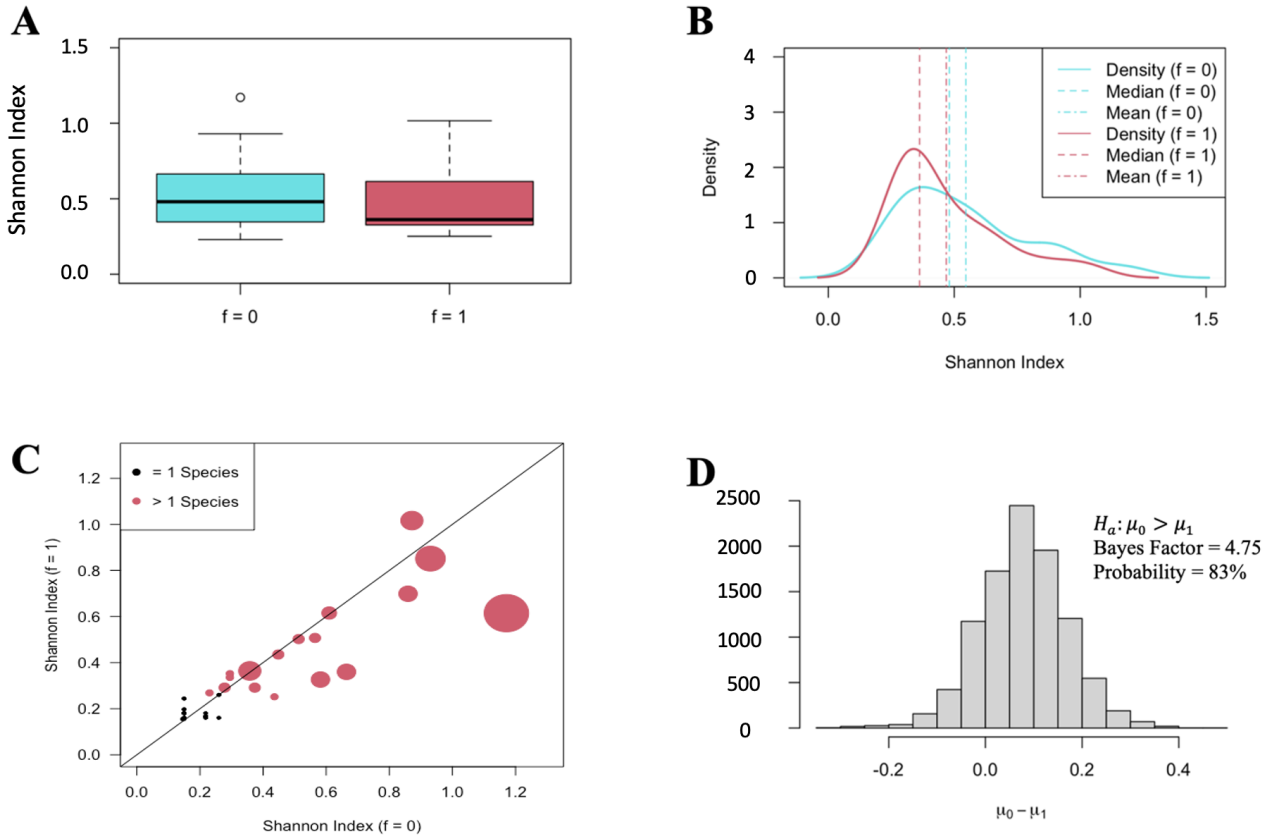 A
Shannon Index
1.5
1.0
0.5
0.0
f = 0
f = 1
B
Density
4
3
2
1
0
Density (f = 0)
Median (f = 0)
Mean (f = 0)
Density (f = 1)
Median (f = 1)
Mean (f = 1)
0.0 0.5 1.0 1.5
Shannon Index
C
Shannon Index (f = 1)
= 1 Species
> 1 Species
1.2
1.0
0.8
0.6
0.4
0.2
0.0
0.0 0.2 0.4 0.6 0.8 1.0 1.2
Shannon Index (f = 0)
D
2500
2000
1500
1000
500
0
Hₐ: μ₀ > μ₁
Bayes Factor = 4.75
Probability = 83%
-0.2 0.0 0.2 0.4
μ₀ − μ₁